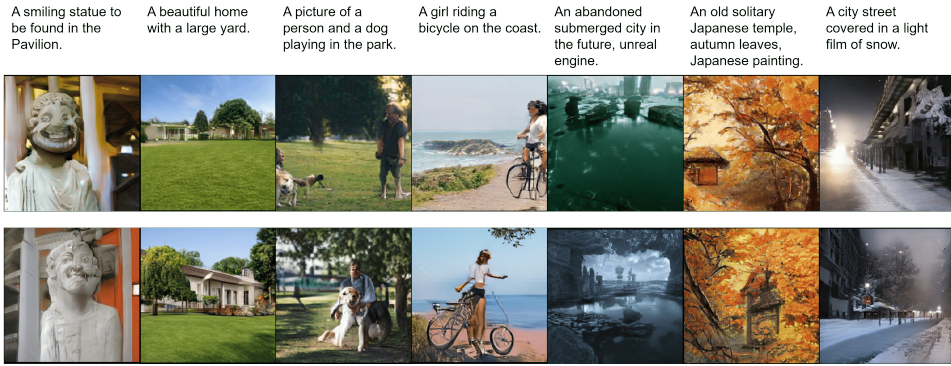 A smiling statue to
be found in the
Pavilion.
A beautiful home
with a large yard.
A picture of a
person and a dog
playing in the park.
A girl riding a
bicycle on the coast.
An abandoned
submerged city in
the future, unreal
engine.
An old solitary
Japanese temple,
autumn leaves,
Japanese painting.
A city street
covered in a light
film of snow.